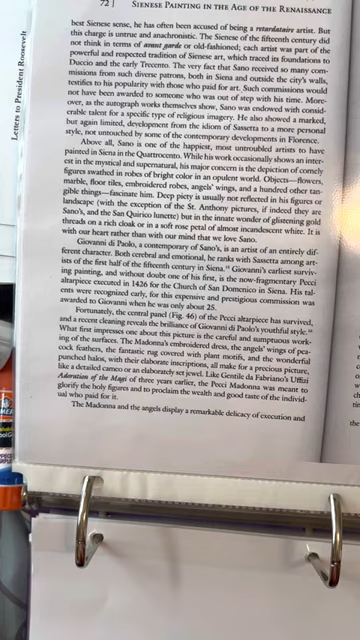 72 | SIENESE PAINTING IN THE AGE OF THE RENAISSANCE
best Sienese sense, he has often been accused of being a retardataire artist. But
this charge is untrue and anachronistic. The Sienese of the fifteenth century did
not think in terms of avant garde or old-fashioned; each artist was part of the
powerful and respected tradition of Sienese art, which traced its foundations to
Duccio and the early Trecento. The very fact that Sano received so many com-
missions from such diverse patrons, both in Siena and outside the city's walls,
testifies to his popularity with those who paid for art. Such commissions would
not have been awarded to someone who was out of step with his time. More-
over, as the autograph works themselves show, Sano was endowed with consid-
erable talent for a specific type of religious imagery. He also showed a marked,
but again limited, development from the idiom of Sassetta to a more personal
style, not untouched by some of the contemporary developments in Florence.
Above all, Sano is one of the happiest, most untroubled artists to have
painted in Siena in the Quattrocento. While his work occasionally shows an inter-
est in the mystical and supernatural, his major concern is the depiction of comely
figures swathed in robes of bright color in an opulent world. Objects—flowers,
marble, floor tiles, embroidered robes, angels' wings, and a hundred other tan-
gible things—fascinate him. Deep piety is usually not reflected in his figures or
landscape (with the exception of the St. Anthony pictures, if indeed they are
Sano's, and the San Quirico lunette) but in the innate wonder of glistening gold
threads on a rich cloak or in a soft rose petal of almost incandescent white. It is
with our heart rather than with our mind that we love Sano.
Giovanni di Paolo, a contemporary of Sano's, is an artist of an entirely dif-
ferent character. Both cerebral and emotional, he ranks with Sassetta among art-
ists of the first half of the fifteenth century in Siena. Giovanni's earliest surviv-
ing painting, and without doubt one of his first, is the now-fragmentary Pecci
altarpiece executed in 1426 for the Church of San Domenico in Siena. His tal-
ents were recognized early, for this expensive and prestigious commission was
awarded to Giovanni when he was only about 25.
Fortunately, the central panel (Fig. 46) of the Pecci altarpiece has survived,
and a recent cleaning reveals the brilliance of Giovanni di Paolo's youthful style.
What first impresses one about this picture is the careful and sumptuous work-
ing of the surfaces. The Madonna's embroidered dress, the angels' wings of pea-
cock feathers, the fantastic rug covered with plant motifs, and the wonderful
punched halos, with their elaborate inscriptions, all make for a precious picture,
like a detailed cameo or an elaborately set jewel. Like Gentile da Fabriano's Uffizi
Adoration of the Magi of three years earlier, the Pecci Madonna was meant to
glorify the holy figures and to proclaim the wealth and good taste of the individ-
ual who paid for it.
The Madonna and the angels display a remarkable delicacy of execution and
Letters to President Roosevelt